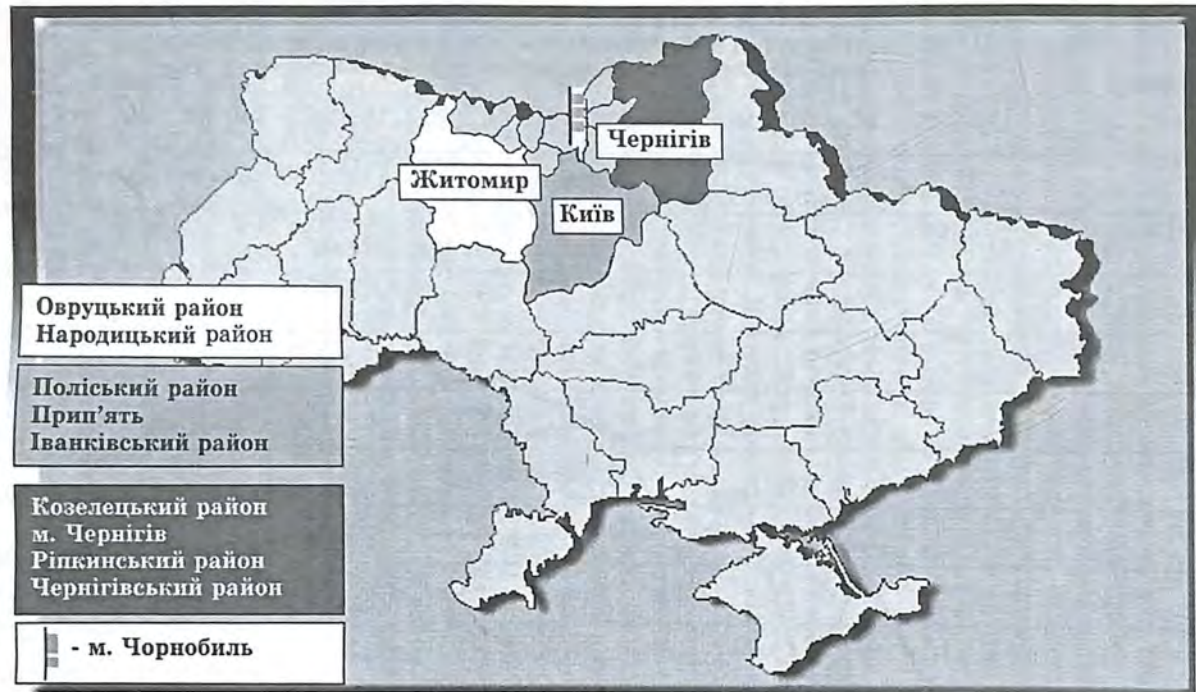 Чернігів
Житомир
Київ
Овруцький район
Народицький район
Поліський район
Прип’ять
Іванківський район
Козелецький район
м. Чернігів
Ріпкинський район
Чернігівський район
- м. Чорнобиль